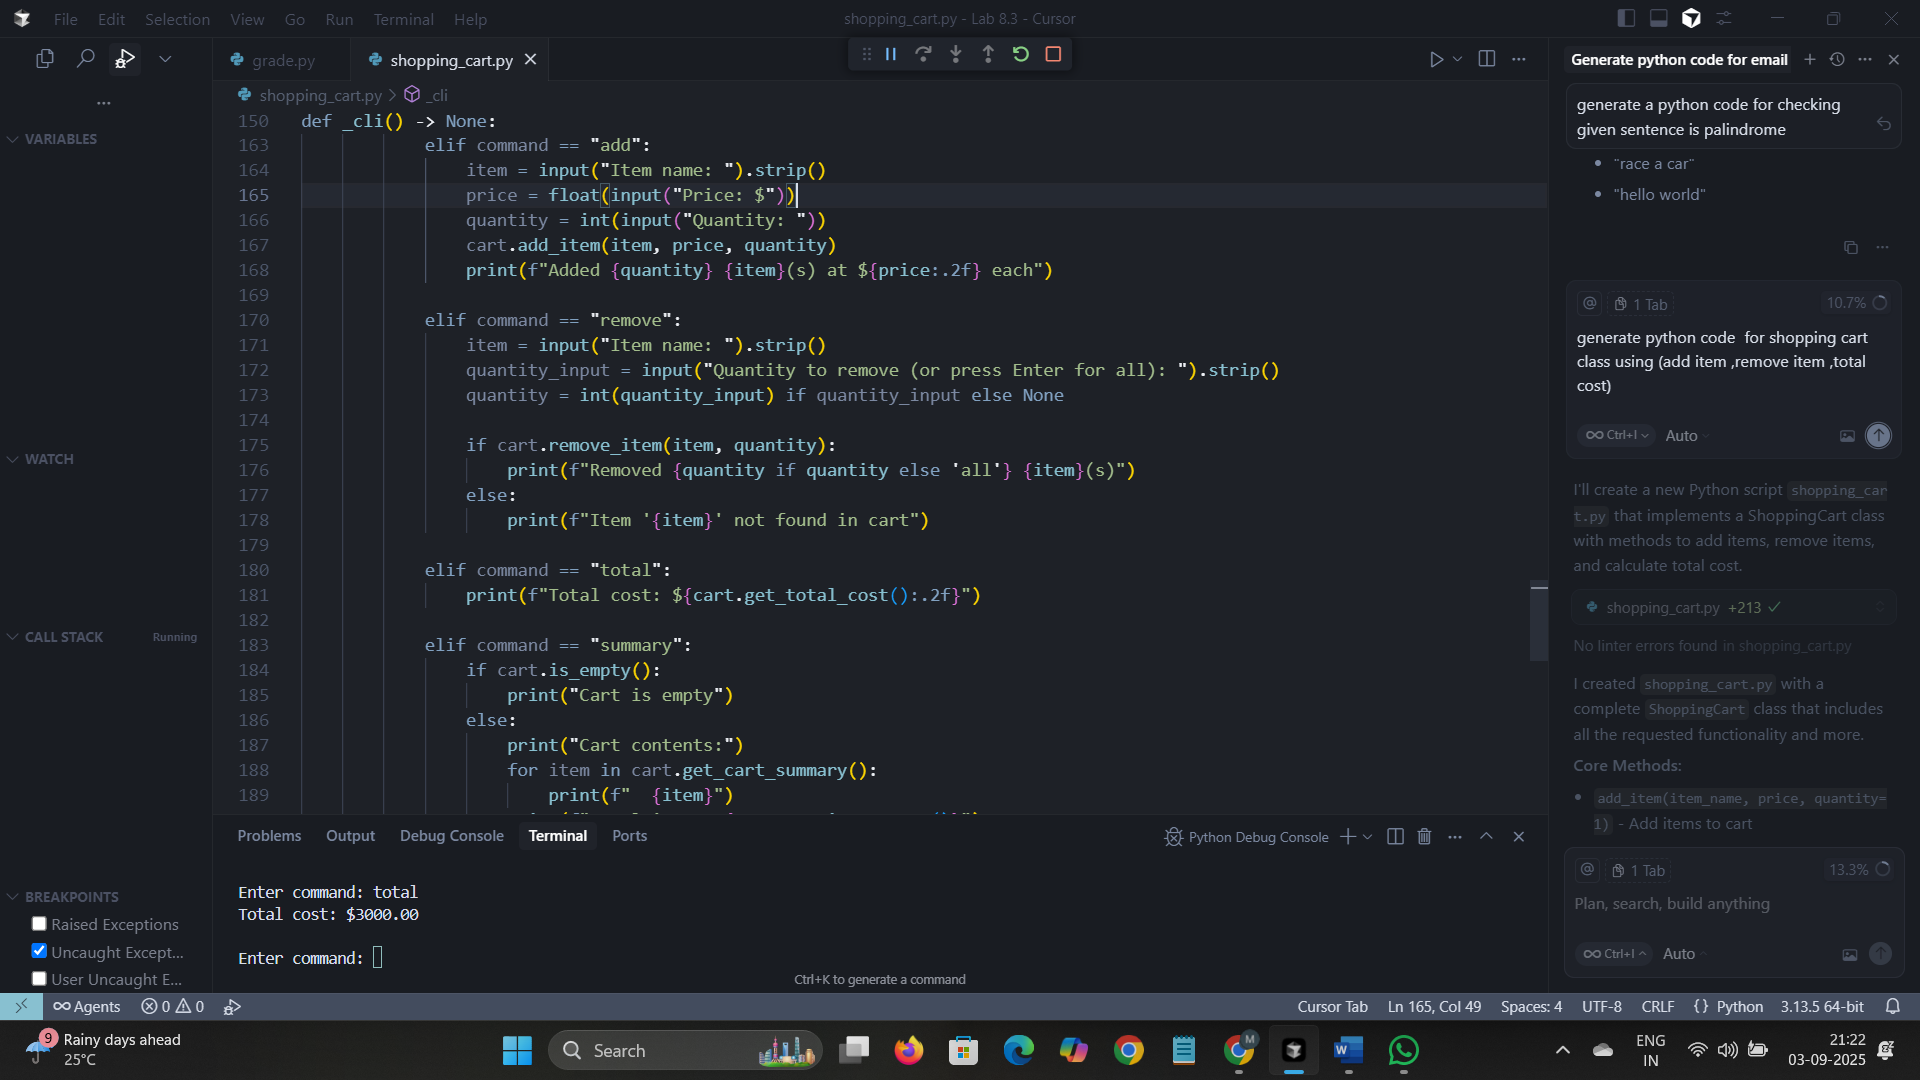 File Edit Selection View Go Run Terminal Help
shopping_cart.py - Lab 8.3 - Cursor
grade.py
shopping_cart.py
shopping_cart.py > _cli
VARIABLES
WATCH
CALL STACK Running
BREAKPOINTS
Raised Exceptions
Uncaught Except...
User Uncaught E...
150 def _cli() -> None:
163 elif command == "add":
164 item = input("Item name: ").strip()
165 price = float(input("Price: $"))
166 quantity = int(input("Quantity: "))
167 cart.add_item(item, price, quantity)
168 print(f"Added {quantity} {item}(s) at ${price:.2f} each")
169
170 elif command == "remove":
171 item = input("Item name: ").strip()
172 quantity_input = input("Quantity to remove (or press Enter for all): ").strip()
173 quantity = int(quantity_input) if quantity_input else None
174
175 if cart.remove_item(item, quantity):
176 print(f"Removed {quantity if quantity else 'all'} {item}(s)")
177 else:
178 print(f"Item '{item}' not found in cart")
179
180 elif command == "total":
181 print(f"Total cost: ${cart.get_total_cost():.2f}")
182
183 elif command == "summary":
184 if cart.is_empty():
185 print("Cart is empty")
186 else:
187 print("Cart contents:")
188 for item in cart.get_cart_summary():
189 print(f"  {item}")
Problems Output Debug Console Terminal Ports
Python Debug Console
Enter command: total
Total cost: $3000.00
Enter command:
Ctrl+K to generate a command
Generate python code for email
generate a python code for checking
given sentence is palindrome
"race a car"
"hello world"
@ 1 Tab 10.7%
generate python code  for shopping cart
class using (add item ,remove item ,total
cost)
∞ Ctrl+I Auto
I'll create a new Python script shopping_car
t.py that implements a ShoppingCart class
with methods to add items, remove items,
and calculate total cost.
shopping_cart.py +213
No linter errors found in shopping_cart.py
I created shopping_cart.py with a
complete ShoppingCart class that includes
all the requested functionality and more.
Core Methods:
add_item(item_name, price, quantity=
1) - Add items to cart
@ 1 Tab 13.3%
Plan, search, build anything
∞ Ctrl+I Auto
∞ Agents 0 0
Cursor Tab Ln 165, Col 49 Spaces: 4 UTF-8 CRLF {} Python 3.13.5 64-bit
9
Rainy days ahead
25°C
Search
M
ENG
IN
21:22
03-09-2025